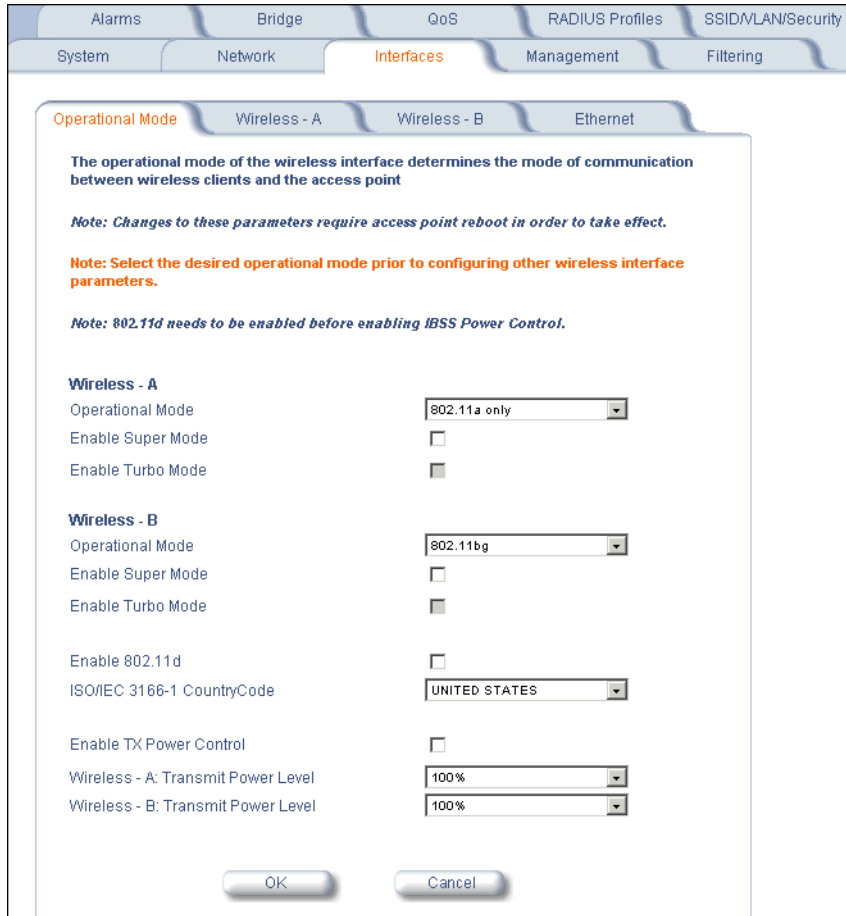 Alarms Bridge QoS RADIUS Profiles SSID/VLAN/Security
System Network Interfaces Management Filtering
Operational Mode Wireless - A Wireless - B Ethernet
The operational mode of the wireless interface determines the mode of communication
between wireless clients and the access point
Note: Changes to these parameters require access point reboot in order to take effect.
Note: Select the desired operational mode prior to configuring other wireless interface
parameters.
Note: 802.11d needs to be enabled before enabling IBSS Power Control.
Wireless - A
Operational Mode 802.11a only
Enable Super Mode
Enable Turbo Mode
Wireless - B
Operational Mode 802.11bg
Enable Super Mode
Enable Turbo Mode
Enable 802.11d
ISO/IEC 3166-1 CountryCode UNITED STATES
Enable TX Power Control
Wireless - A: Transmit Power Level 100%
Wireless - B: Transmit Power Level 100%
OK Cancel